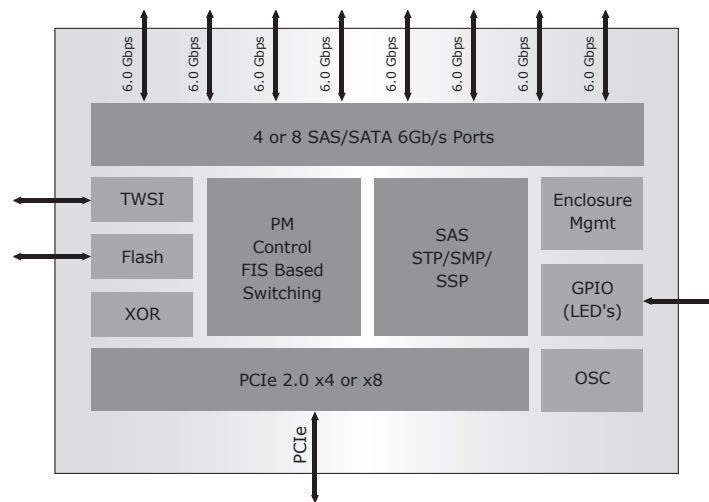 6.0 Gbps
6.0 Gbps
6.0 Gbps
6.0 Gbps
6.0 Gbps
6.0 Gbps
6.0 Gbps
6.0 Gbps
4 or 8 SAS/SATA 6Gb/s Ports
TWSI
Flash
XOR
PM
Control
FIS Based
Switching
SAS
STP/SMP/
SSP
Enclosure
Mgmt
GPIO
(LED's)
PCIe 2.0 x4 or x8
OSC
PCIe